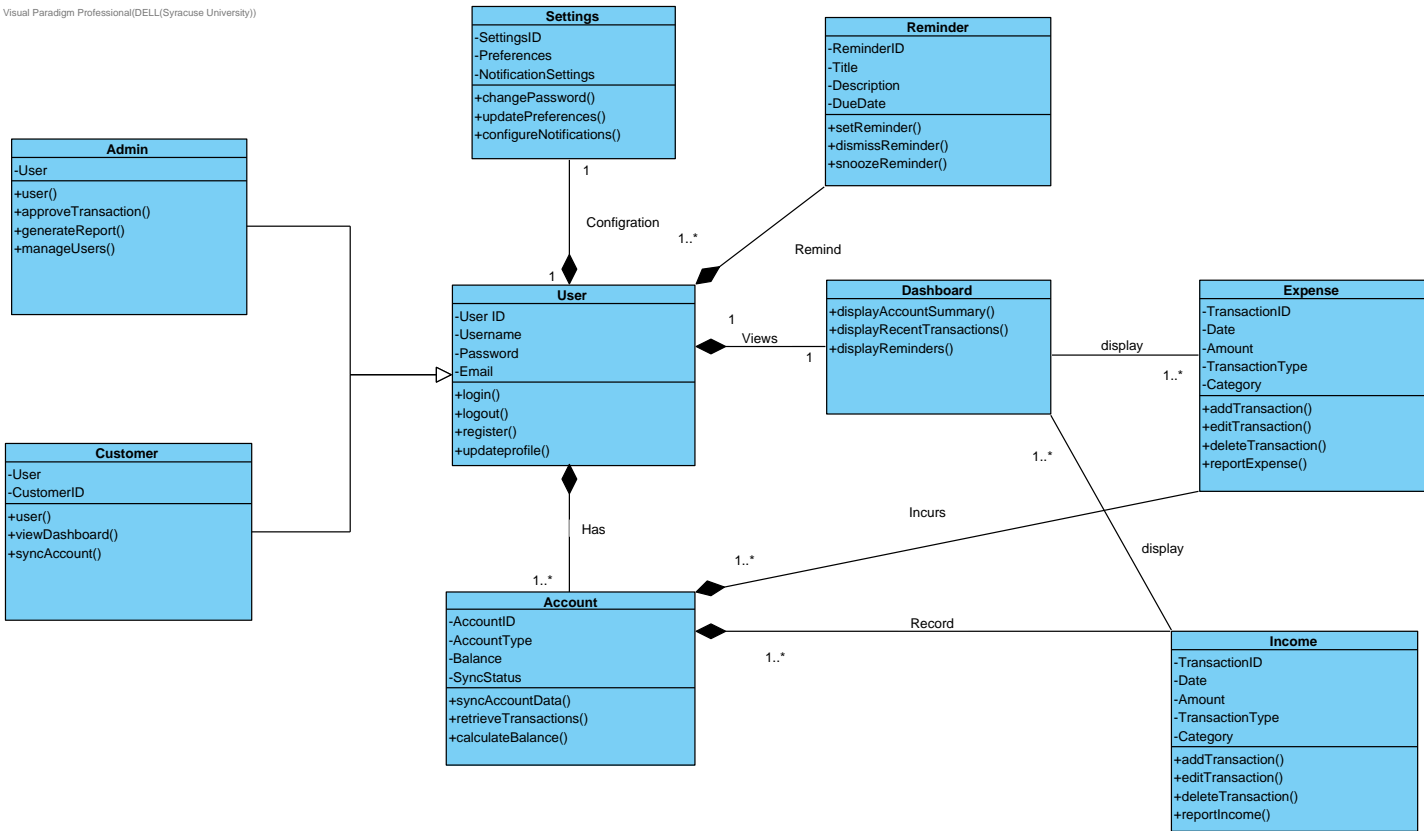 Visual Paradigm Professional(DELL(Syracuse University))
Settings
-SettingsID
-Preferences
-NotificationSettings
+changePassword()
+updatePreferences()
+configureNotifications()
Reminder
-ReminderID
-Title
-Description
-DueDate
+setReminder()
+dismissReminder()
+snoozeReminder()
Admin
-User
+user()
+approveTransaction()
+generateReport()
+manageUsers()
1
Configration
1
1..*
Remind
User
-User ID
-Username
-Password
-Email
+login()
+logout()
+register()
+updateprofile()
1
Views
1
Dashboard
+displayAccountSummary()
+displayRecentTransactions()
+displayReminders()
display
1..*
Expense
-TransactionID
-Date
-Amount
-TransactionType
-Category
+addTransaction()
+editTransaction()
+deleteTransaction()
+reportExpense()
Customer
-User
-CustomerID
+user()
+viewDashboard()
+syncAccount()
Has
1..*
1..*
display
Incurs
1..*
Account
-AccountID
-AccountType
-Balance
-SyncStatus
+syncAccountData()
+retrieveTransactions()
+calculateBalance()
Record
1..*
Income
-TransactionID
-Date
-Amount
-TransactionType
-Category
+addTransaction()
+editTransaction()
+deleteTransaction()
+reportIncome()